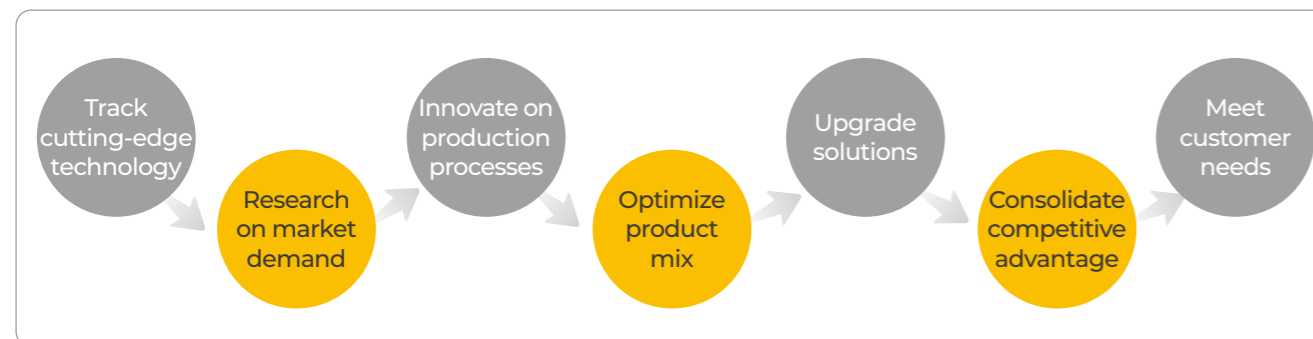 Track
cutting-edge
technology
Research
on market
demand
Innovate on
production
processes
Optimize
product
mix
Upgrade
solutions
Consolidate
competitive
advantage
Meet
customer
needs